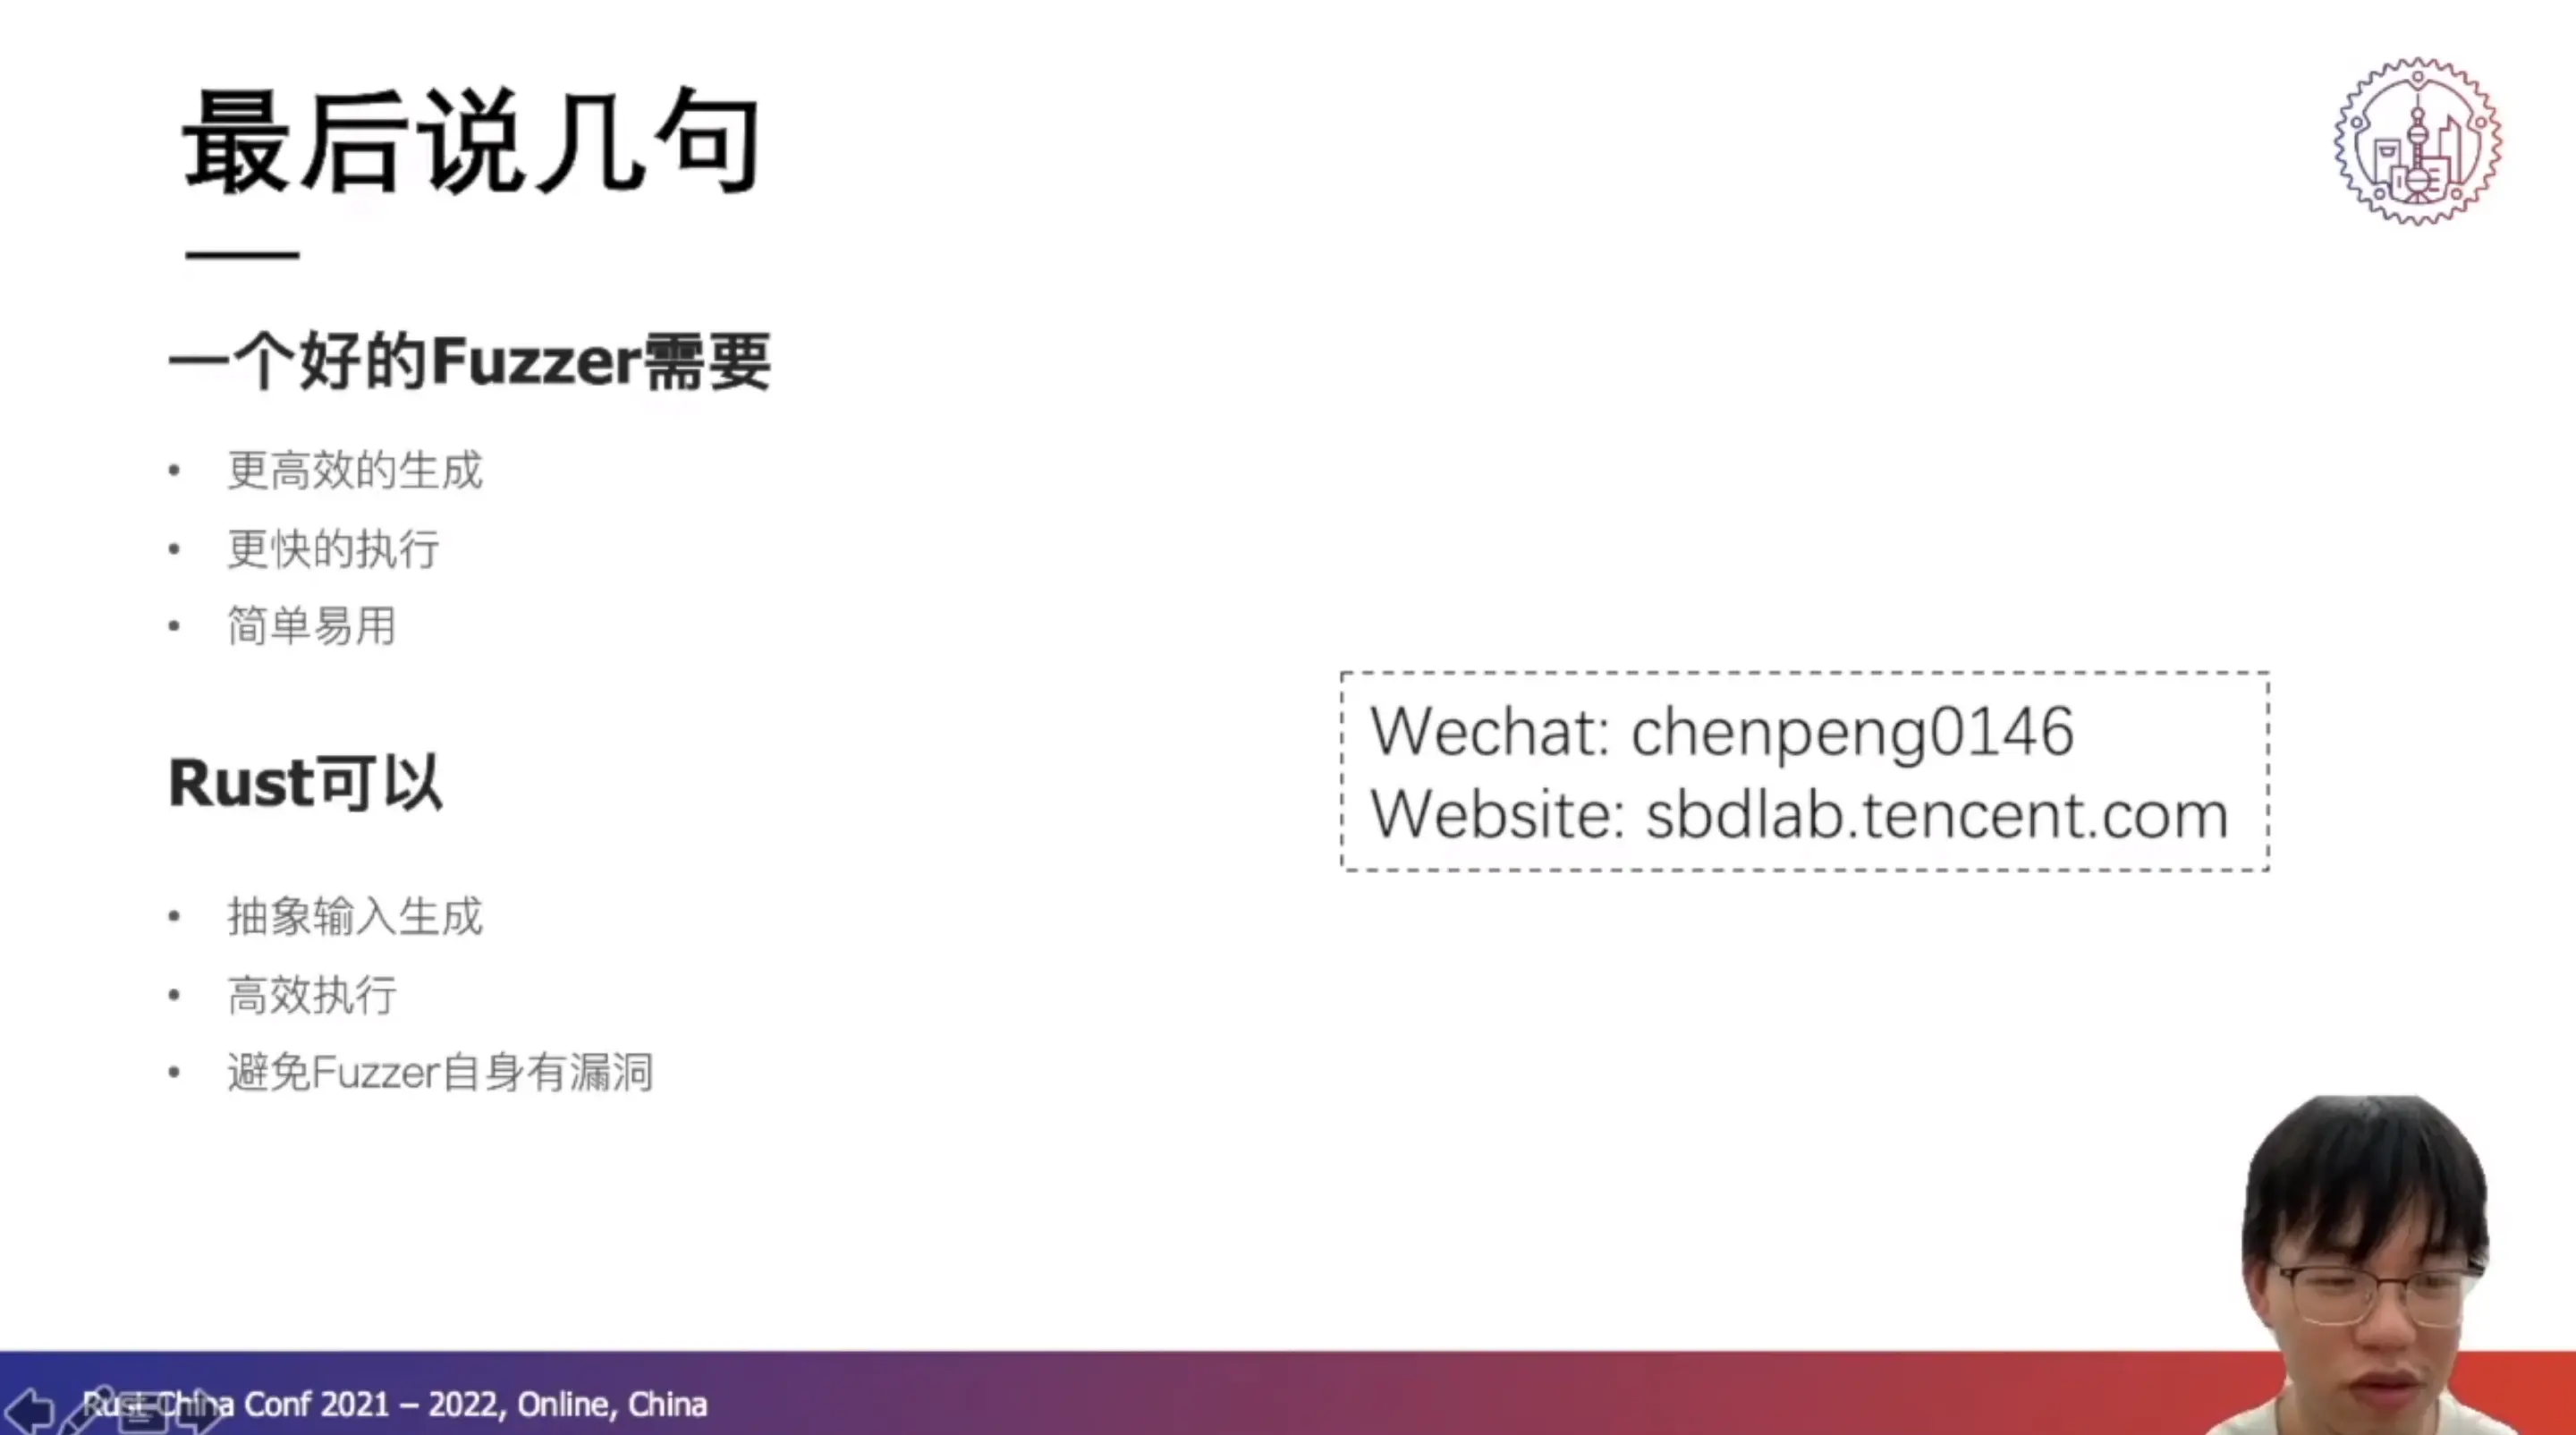 最后说几句
一个好的Fuzzer需要
• 更高效的生成
• 更快的执行
• 简单易用
Rust可以
• 抽象输入生成
• 高效执行
• 避免Fuzzer自身有漏洞
Wechat: chenpeng0146
Website: sbdlab.tencent.com
Rust China Conf 2021 – 2022, Online, China